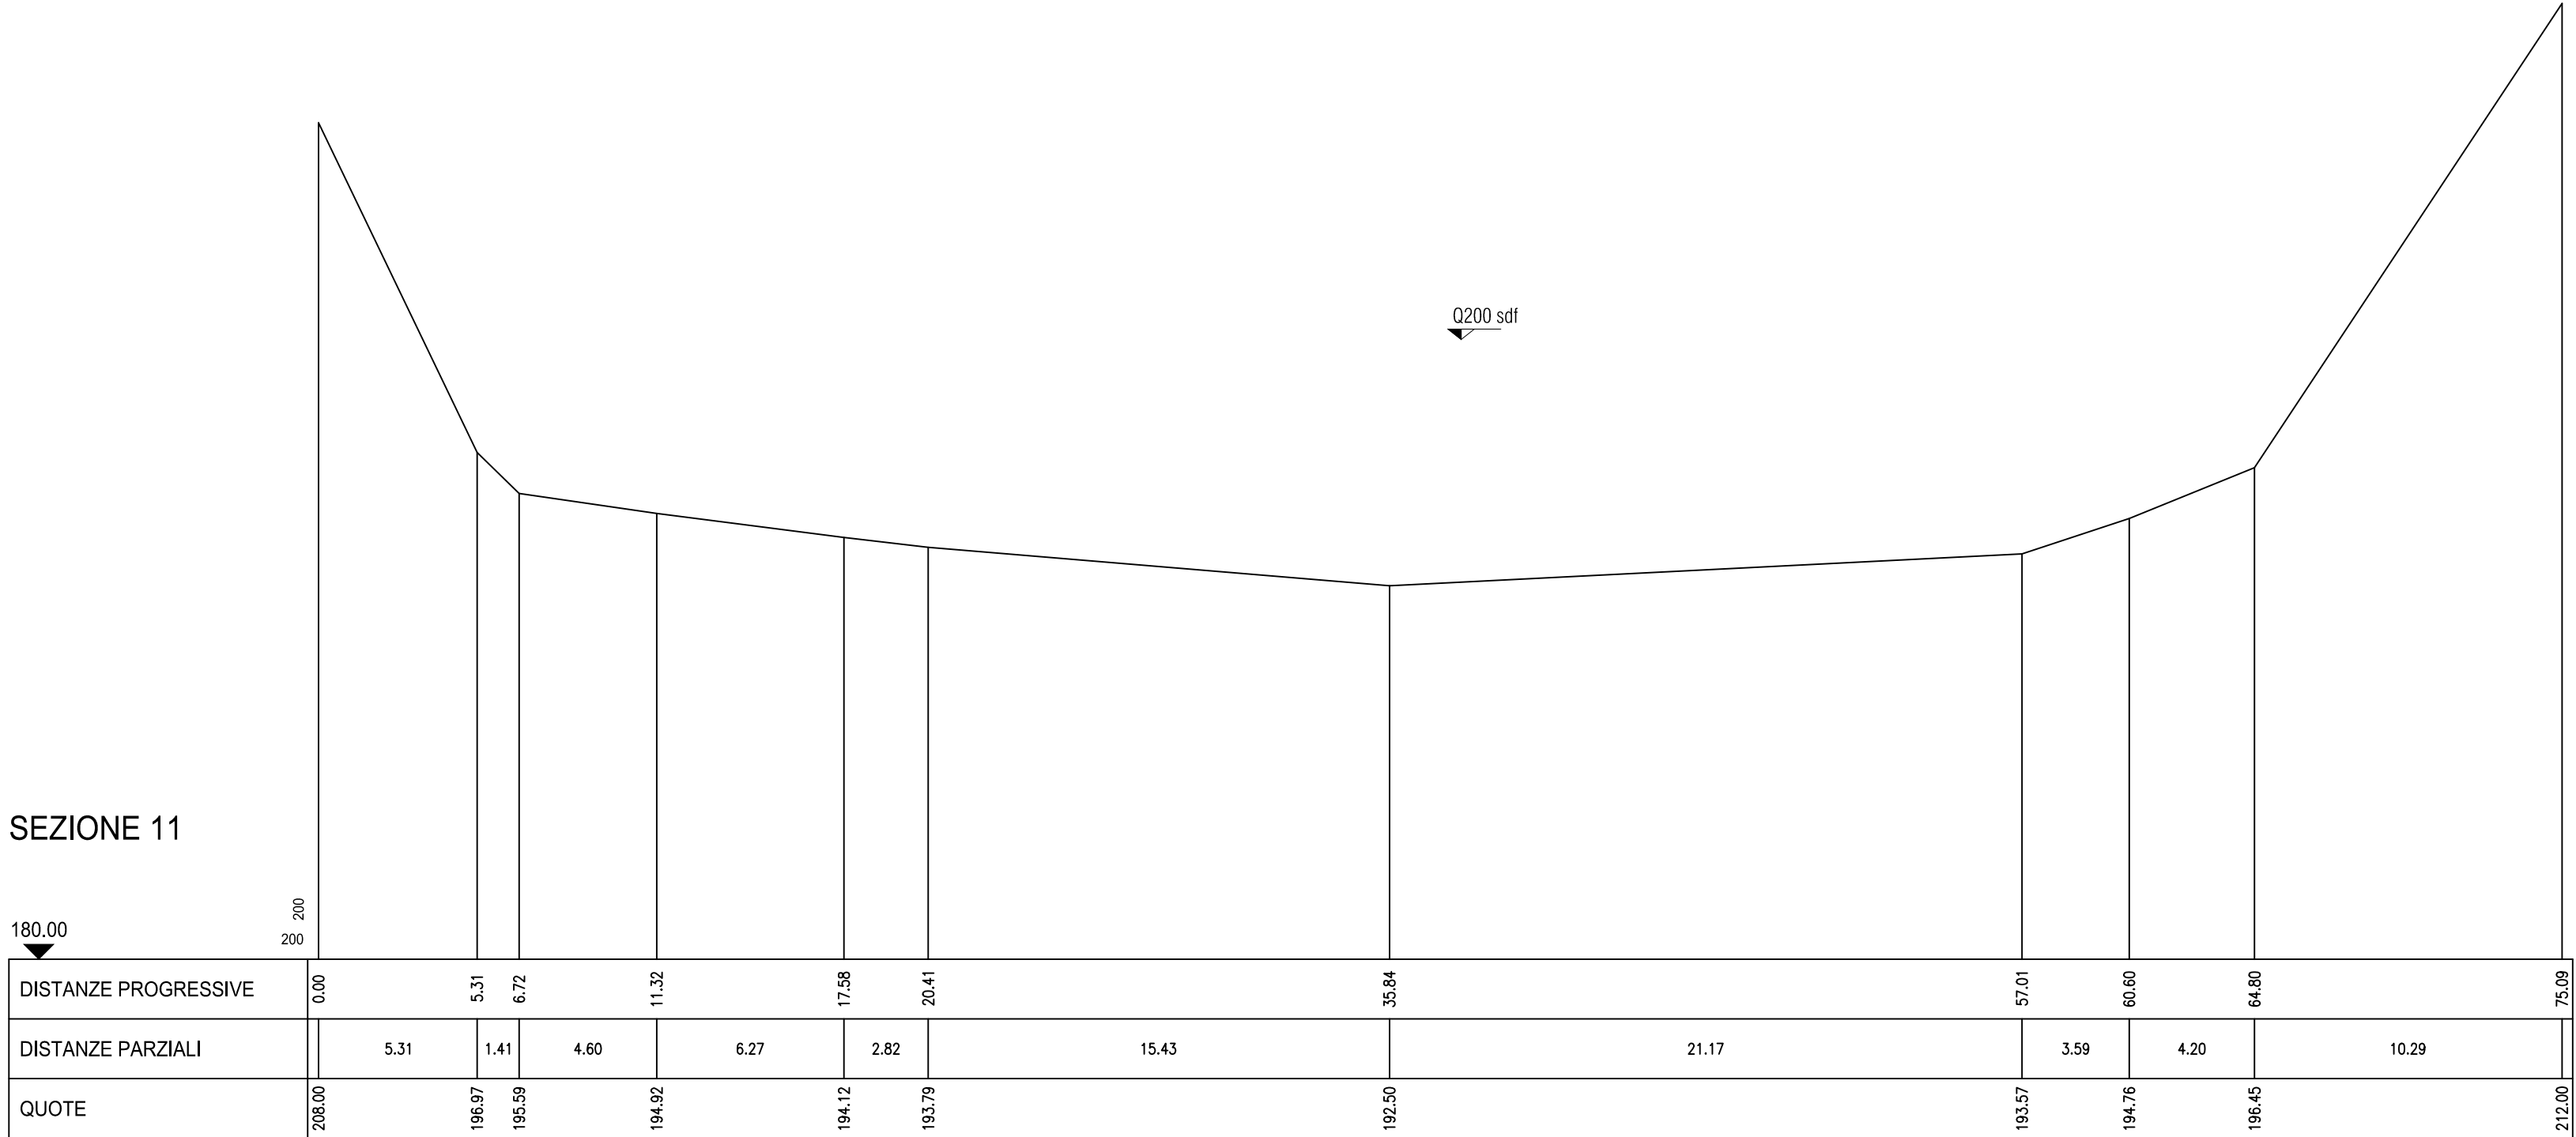 Q200 sdf
SEZIONE 11
200
180.00
200
DISTANZE PROGRESSIVE 0.00 5.31 6.72 11.32 17.58 20.41 35.84 57.01 60.60 64.80 75.09
DISTANZE PARZIALI 5.31 1.41 4.60 6.27 2.82 15.43 21.17 3.59 4.20 10.29
QUOTE 208.00 196.97 195.59 194.92 194.12 193.79 192.50 193.57 194.76 196.45 212.00